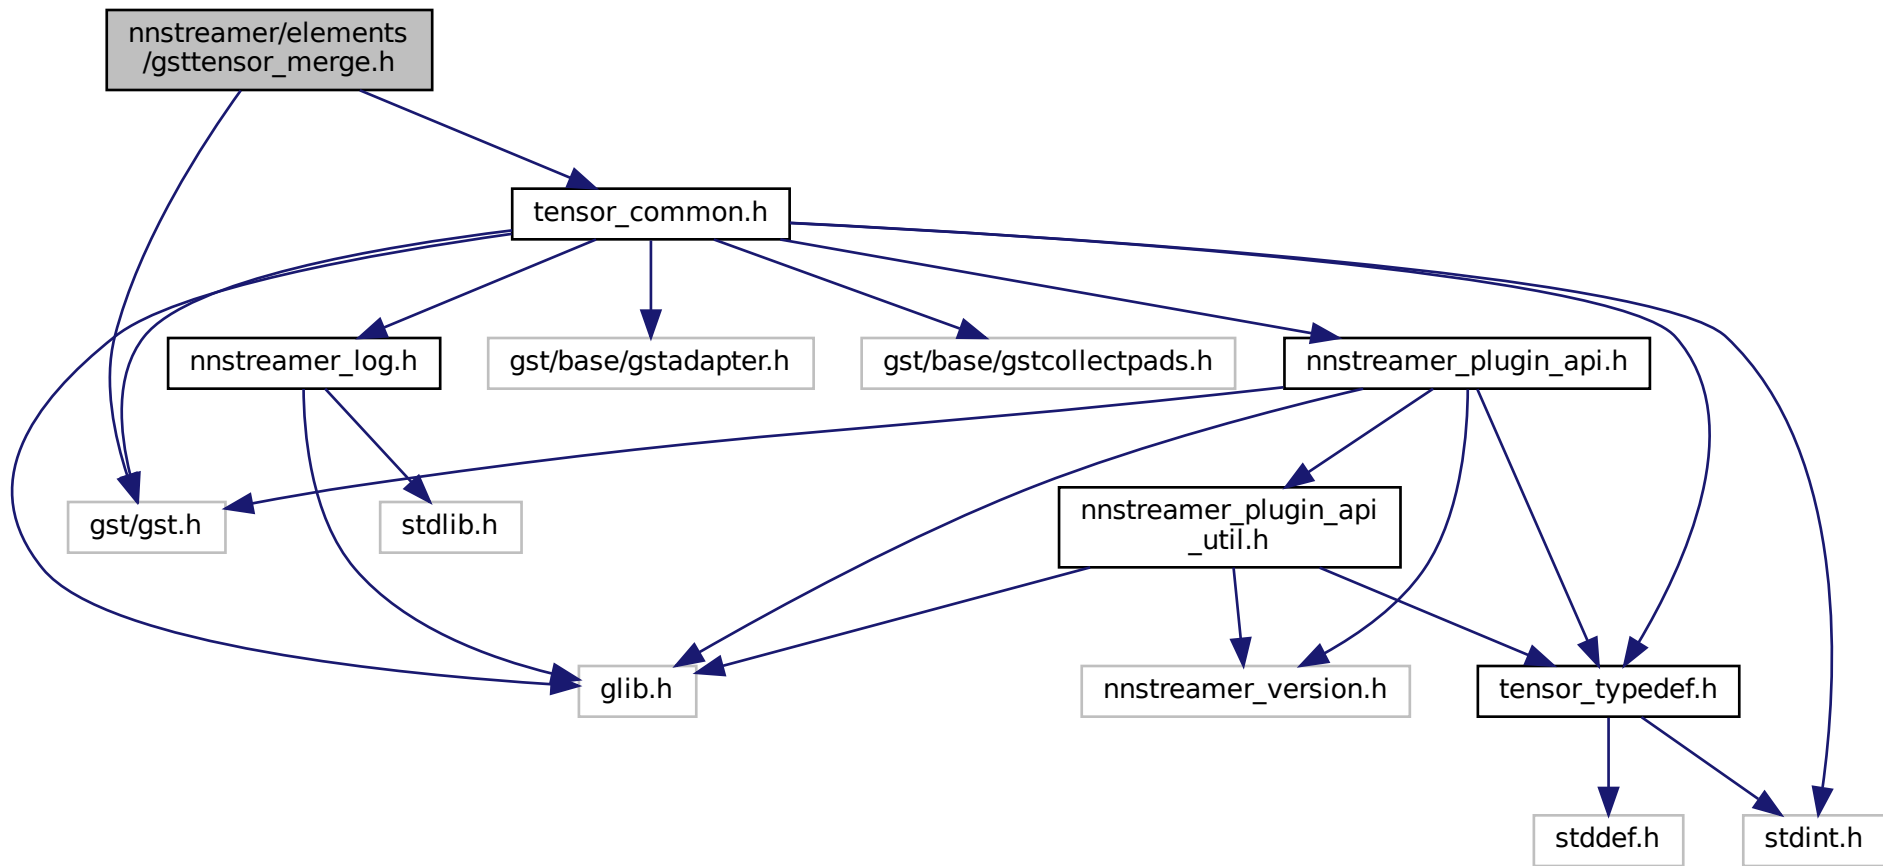 nnstreamer/elements
/gsttensor_merge.h
tensor_common.h
nnstreamer_log.h
gst/base/gstadapter.h
gst/base/gstcollectpads.h
nnstreamer_plugin_api.h
gst/gst.h
stdlib.h
nnstreamer_plugin_api
_util.h
glib.h
nnstreamer_version.h
tensor_typedef.h
stddef.h
stdint.h